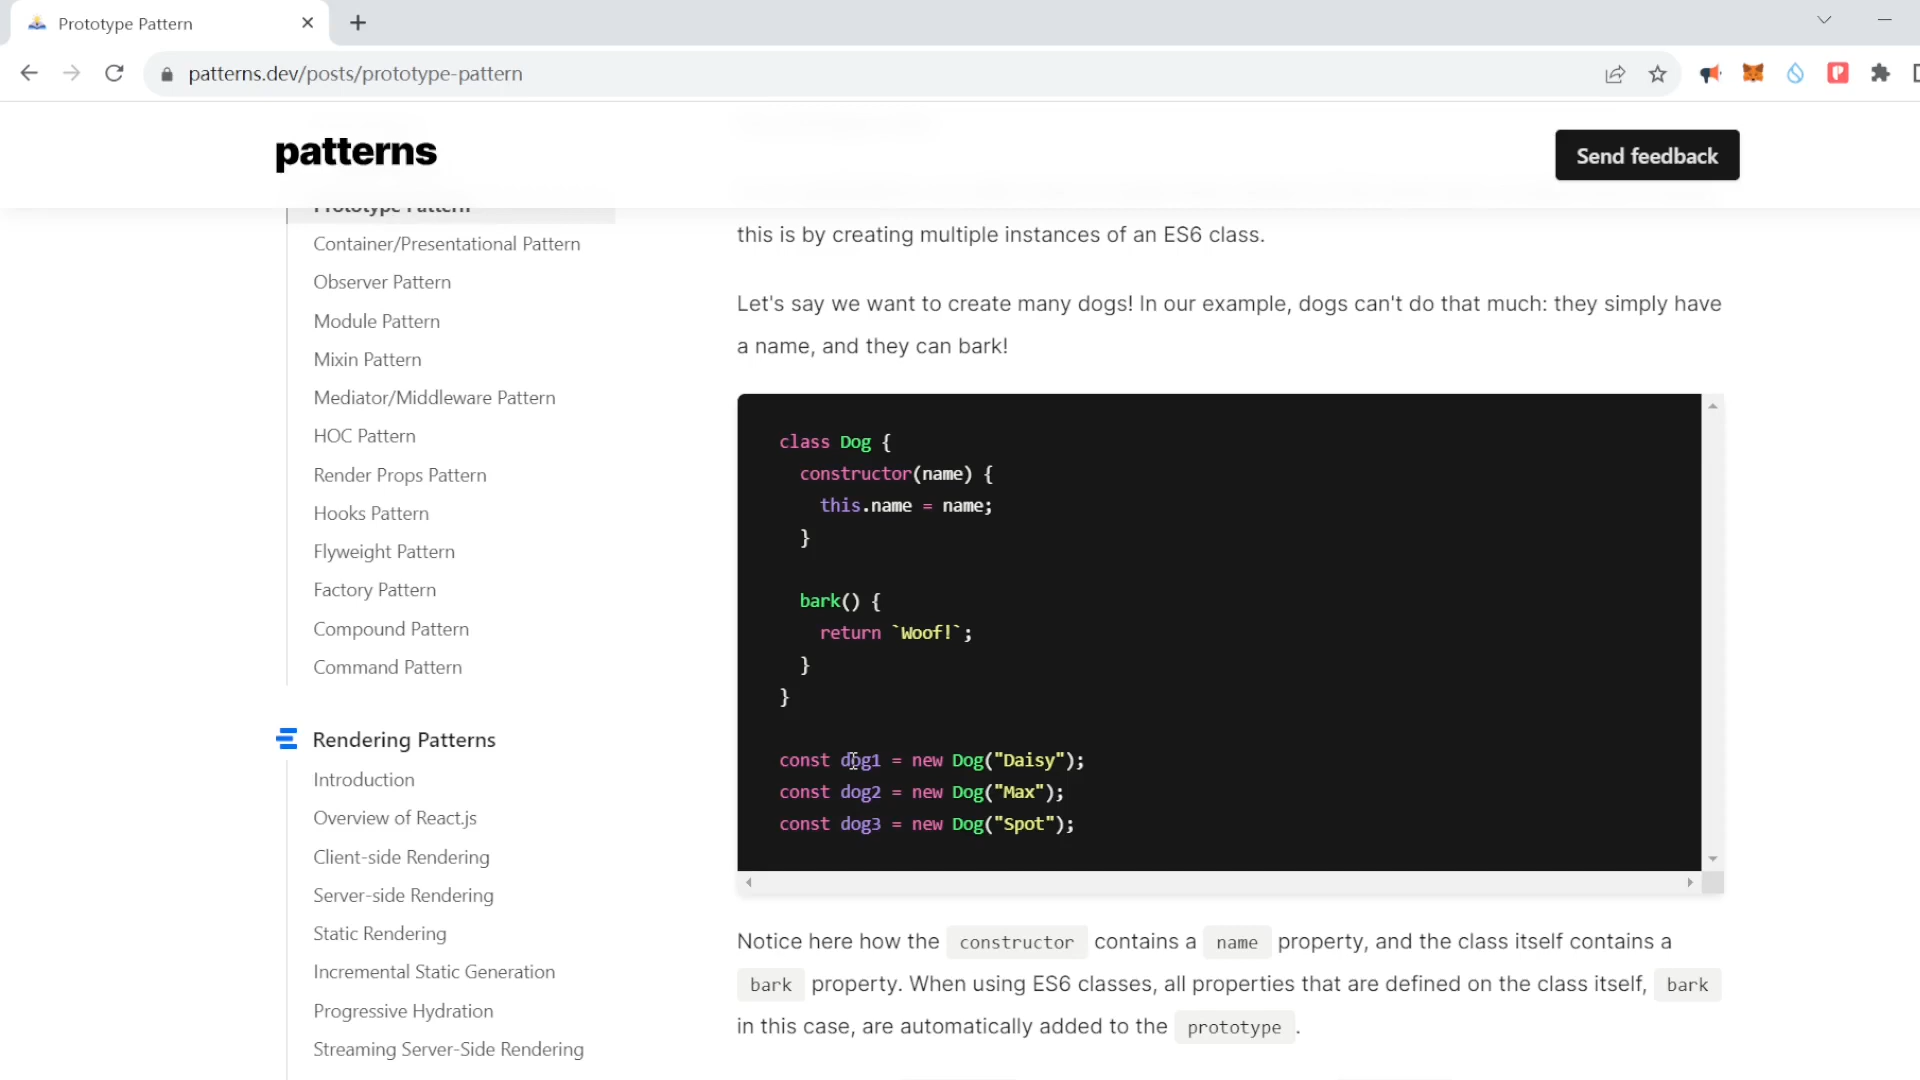 Prototype Pattern
patterns.dev/posts/prototype-pattern
patterns
Send feedback
Prototype Pattern
Container/Presentational Pattern
Observer Pattern
Module Pattern
Mixin Pattern
Mediator/Middleware Pattern
HOC Pattern
Render Props Pattern
Hooks Pattern
Flyweight Pattern
Factory Pattern
Compound Pattern
Command Pattern
Rendering Patterns
Introduction
Overview of React.js
Client-side Rendering
Server-side Rendering
Static Rendering
Incremental Static Generation
Progressive Hydration
Streaming Server-Side Rendering
this is by creating multiple instances of an ES6 class.
Let's say we want to create many dogs! In our example, dogs can't do that much: they simply have
a name, and they can bark!
class Dog {
constructor(name) {
this.name = name;
}
bark() {
return `Woof!`;
}
}
const dog1 = new Dog("Daisy");
const dog2 = new Dog("Max");
const dog3 = new Dog("Spot");
Notice here how the constructor contains a name property, and the class itself contains a
bark property. When using ES6 classes, all properties that are defined on the class itself, bark
in this case, are automatically added to the prototype .